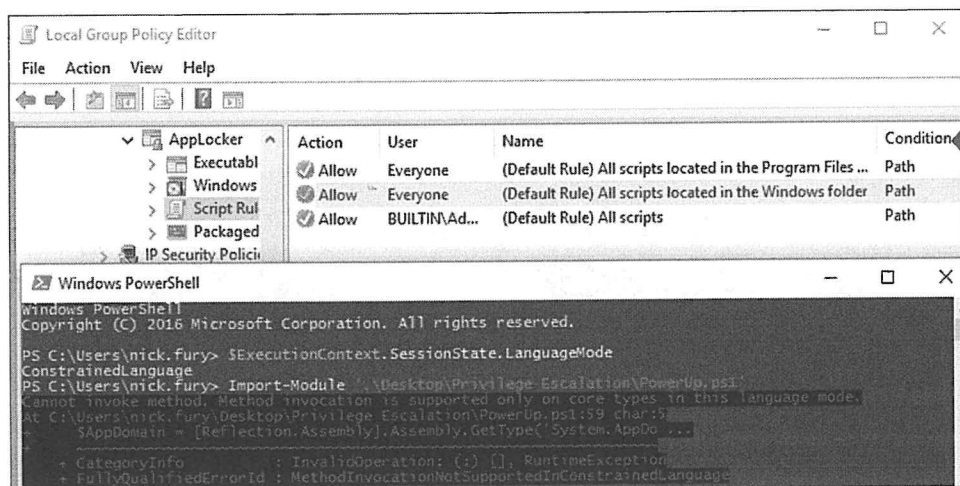 Local Group Policy Editor
File Action View Help
AppLocker
Executabl
Windows
Script Rul
Packaged
IP Security Policie
Action User Name Condition
Allow Everyone (Default Rule) All scripts located in the Program Files ... Path
Allow Everyone (Default Rule) All scripts located in the Windows folder Path
Allow BUILTIN\Ad... (Default Rule) All scripts Path
Windows PowerShell
Windows PowerShell
Copyright (C) 2016 Microsoft Corporation. All rights reserved.
PS C:\Users\nick.fury> $ExecutionContext.SessionState.LanguageMode
ConstrainedLanguage
PS C:\Users\nick.fury> Import-Module '.\Desktop\Privilege Escalation\PowerUp.ps1'
Cannot invoke method. Method invocation is supported only on core types in this language mode.
At C:\Users\nick.fury\Desktop\Privilege Escalation\PowerUp.ps1:59 char:5
+ $AppDomain = [Reflection.Assembly].Assembly.GetType('System.AppDo ...
+ CategoryInfo : InvalidOperation: (:) [], RuntimeException
+ FullyQualifiedErrorId : MethodInvocationNotSupportedInConstrainedLanguage